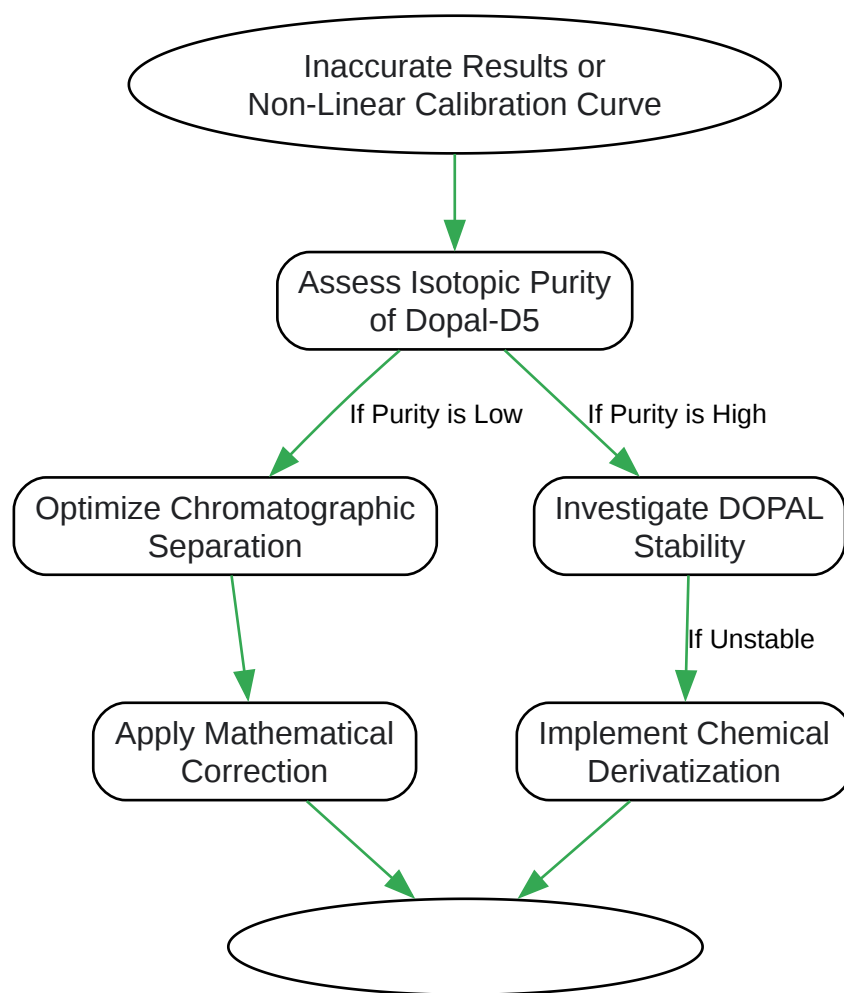 Inaccurate Results or
Non-Linear Calibration Curve
Assess Isotopic Purity
of Dopal-D5
If Purity is Low
If Purity is High
Optimize Chromatographic
Separation
Investigate DOPAL
Stability
If Unstable
Apply Mathematical
Correction
Implement Chemical
Derivatization